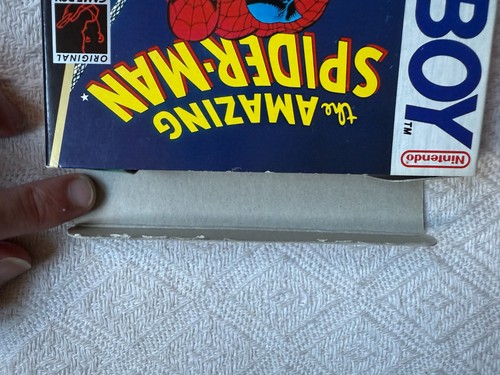 the AMAZING
SPIDER-MAN
Nintendo
BOY
TM
ORIGINAL